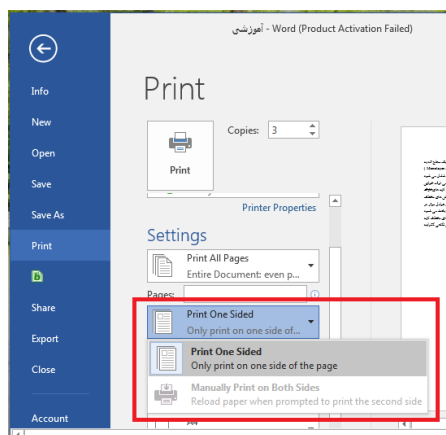 آموزشی - Word (Product Activation Failed)
Info
New
Open
Save
Save As
Print
Share
Export
Close
Account
Print
Copies: 3
Print
Printer Properties
Settings
Print All Pages
Entire Document: even p...
Pages:
Print One Sided
Only print on one side of...
Print One Sided
Only print on one side of the page
Manually Print on Both Sides
Reload paper when prompted to print the second side
A4